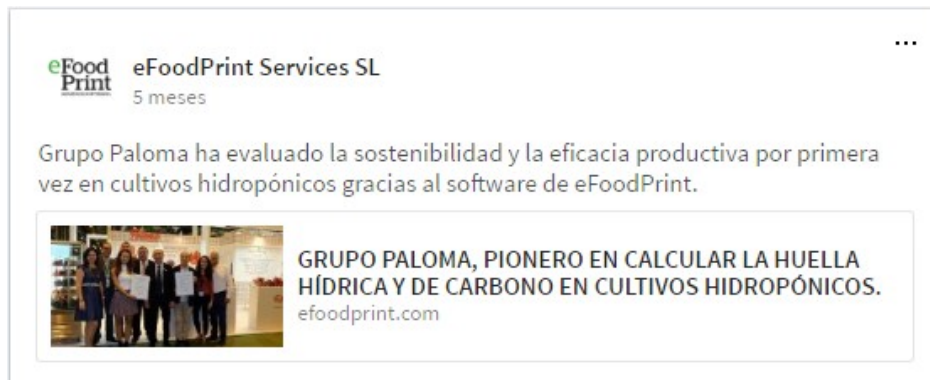 ...
eFood
Print
eFoodPrint Services SL
5 meses
Grupo Paloma ha evaluado la sostenibilidad y la eficacia productiva por primera
vez en cultivos hidropónicos gracias al software de eFoodPrint.
GRUPO PALOMA, PIONERO EN CALCULAR LA HUELLA
HÍDRICA Y DE CARBONO EN CULTIVOS HIDROPÓNICOS.
efoodprint.com